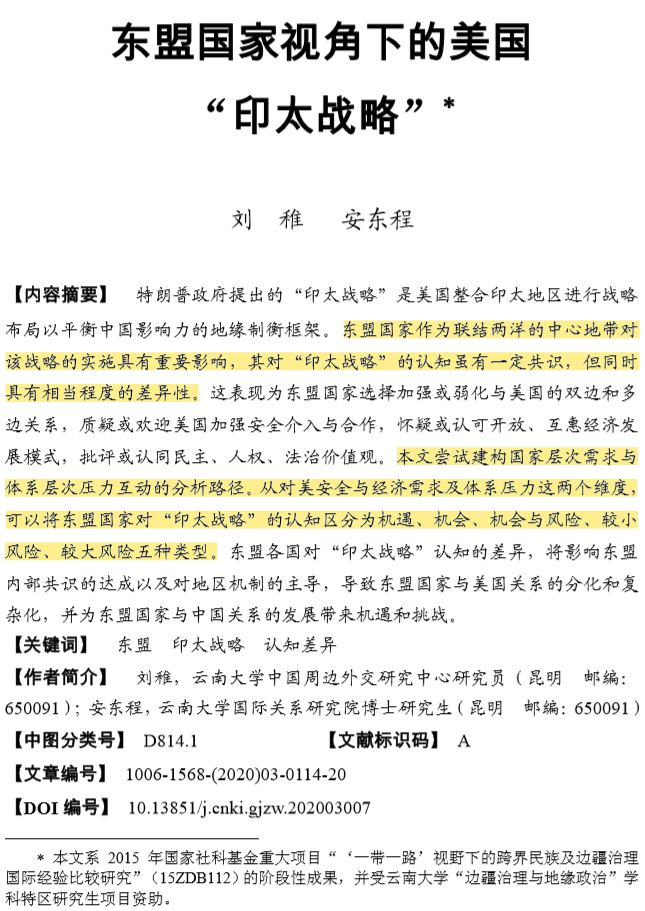 东盟国家视角下的美国
“印太战略”*
刘 稚 安东程
【内容摘要】 特朗普政府提出的“印太战略”是美国整合印太地区进行战略
布局以平衡中国影响力的地缘制衡框架。东盟国家作为联结两洋的中心地带对
该战略的实施具有重要影响，其对“印太战略”的认知虽有一定共识，但同时
具有相当程度的差异性。这表现为东盟国家选择加强或弱化与美国的双边和多
边关系，质疑或欢迎美国加强安全介入与合作，怀疑或认可开放、互惠经济发
展模式，批评或认同民主、人权、法治价值观。本文尝试建构国家层次需求与
体系层次压力互动的分析路径。从对美安全与经济需求及体系压力这两个维度，
可以将东盟国家对“印太战略”的认知区分为机遇、机会、机会与风险、较小
风险、较大风险五种类型。东盟各国对“印太战略”认知的差异，将影响东盟
内部共识的达成以及对地区机制的主导，导致东盟国家与美国关系的分化和复
杂化，并为东盟国家与中国关系的发展带来机遇和挑战。
【关键词】 东盟 印太战略 认知差异
【作者简介】 刘稚，云南大学中国周边外交研究中心研究员（昆明 邮编：
650091）；安东程，云南大学国际关系研究院博士研究生（昆明 邮编：650091）
【中图分类号】 D814.1 【文献标识码】 A
【文章编号】 1006-1568-(2020)03-0114-20
【DOI 编号】 10.13851/j.cnki.gjzw.202003007
* 本文系 2015 年国家社科基金重大项目“‘一带一路’视野下的跨界民族及边疆治理
国际经验比较研究”（15ZDB112）的阶段性成果，并受云南大学“边疆治理与地缘政治”学
科特区研究生项目资助。